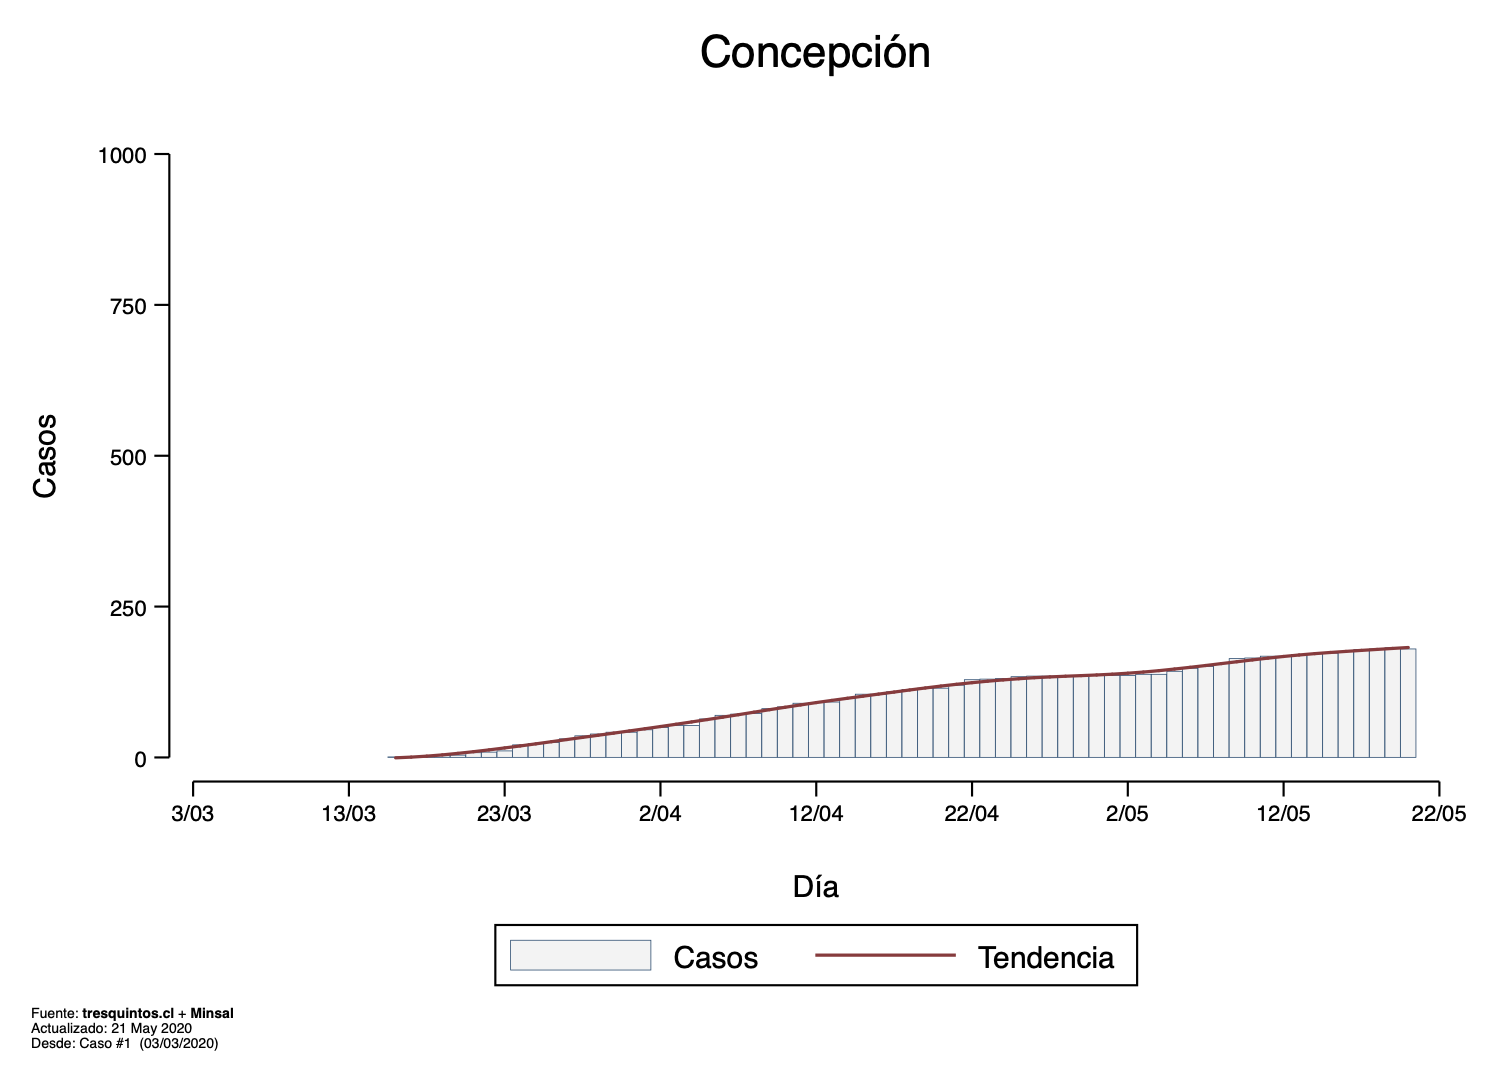 Concepción
1000
750
500
250
0
Casos
3/03 13/03 23/03 2/04 12/04 22/04 2/05 12/05 22/05
Día
Casos Tendencia
Fuente: tresquintos.cl + Minsal
Actualizado: 21 May 2020
Desde: Caso #1 (03/03/2020)